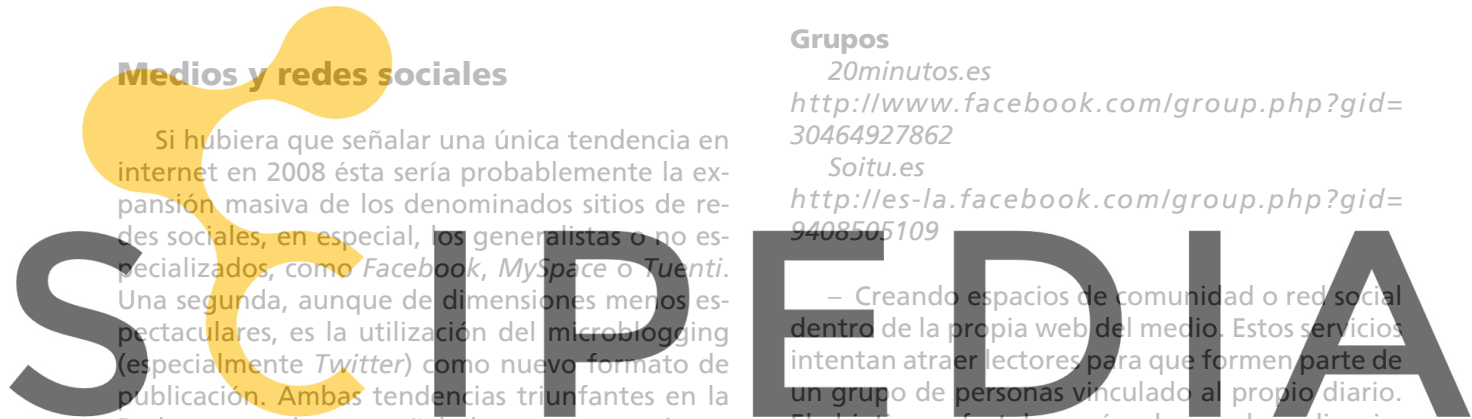 Medios y redes sociales
Si hubiera que señalar una única tendencia en
internet en 2008 ésta sería probablemente la ex-
pansión masiva de los denominados sitios de re-
des sociales, en especial, los generalistas o no es-
pecializados, como Facebook, MySpace o Tuenti.
Una segunda, aunque de dimensiones menos es-
pectaculares, es la utilización del microblogging
(especialmente Twitter) como nuevo formato de
publicación. Ambas tendencias triunfantes en la
Grupos
20minutos.es
http://www.facebook.com/group.php?gid=
30464927862
Soitu.es
http://es-la.facebook.com/group.php?gid=
9408505109
– Creando espacios de comunidad o red social
dentro de la propia web del medio. Estos servicios
intentan atraer lectores para que formen parte de
un grupo de personas vinculado al propio diario.
SCIPEDIA